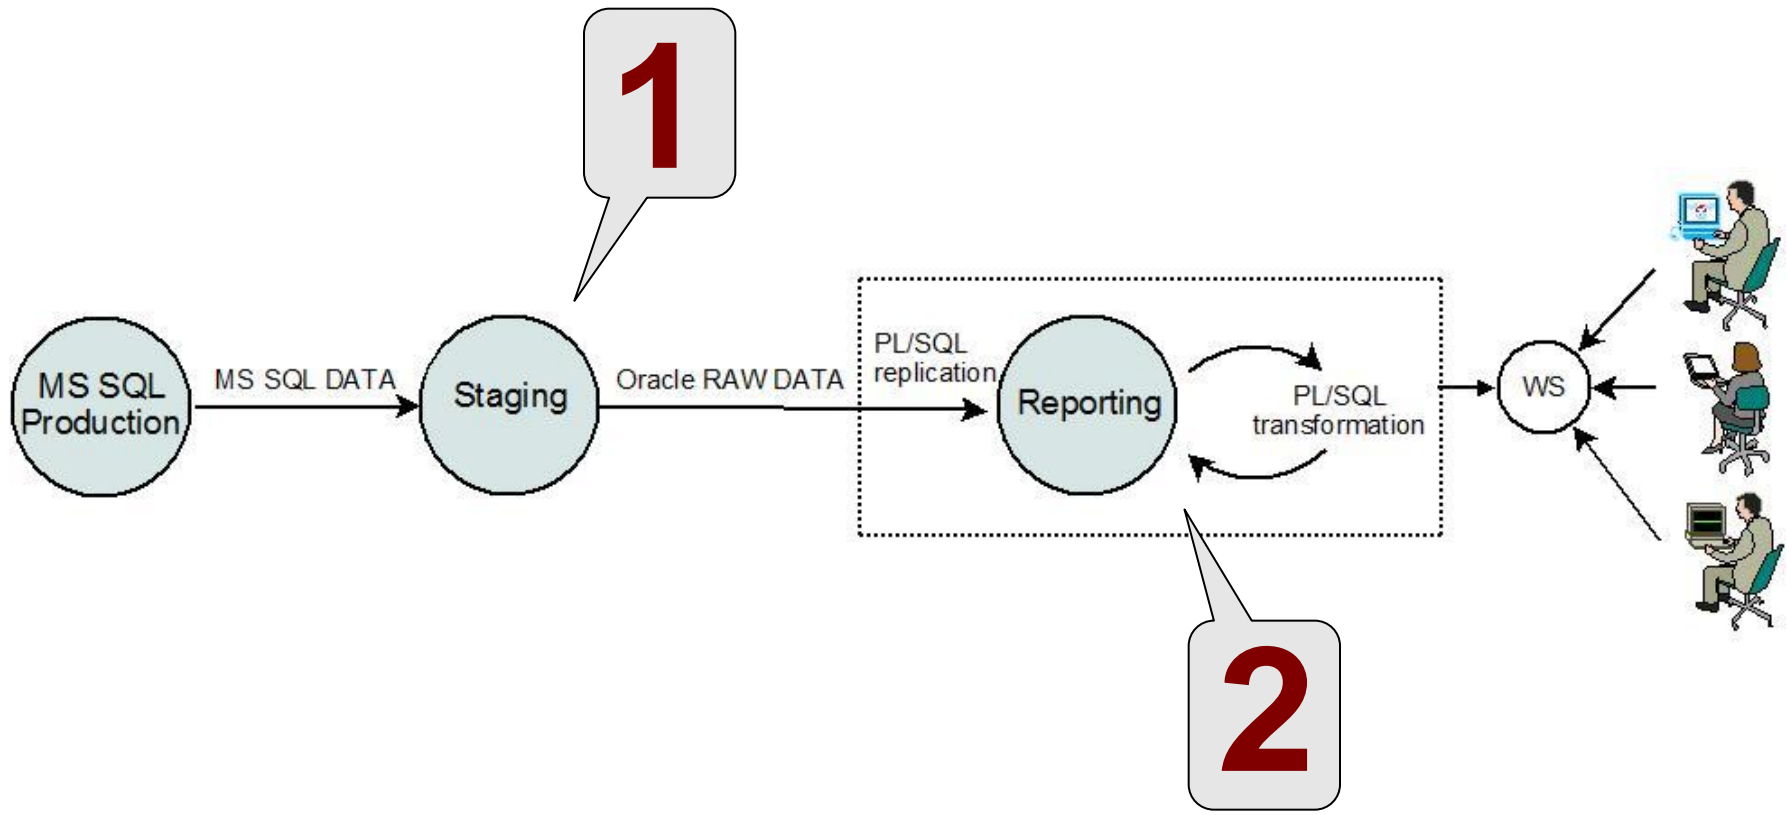 1
MS SQL
Production
MS SQL DATA
Staging
Oracle RAW DATA
PL/SQL
replication
Reporting
PL/SQL
transformation
WS
2